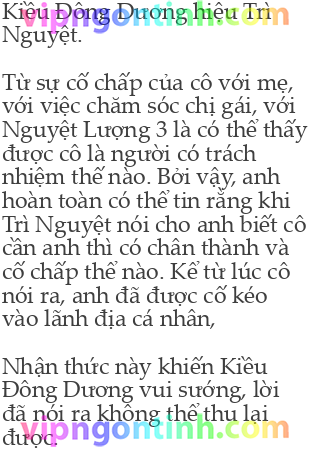 Kiều Đông Dương hiểu Trì
vipngontinh.com
Nguyệt.
Từ sự cố chấp của cô với mẹ,
với việc chăm sóc chị gái, với
Nguyệt Lượng 3 là có thể thấy
được cô là người có trách
nhiệm thế nào. Bởi vậy, anh
hoàn toàn có thể tin rằng khi
Trì Nguyệt nói cho anh biết cô
cần anh thì có chân thành và
cố chấp thế nào. Kể từ lúc cô
nói ra, anh đã được cố kéo
vào lãnh địa cá nhân,
Nhận thức này khiến Kiều
Đông Dương vui sướng, lời
đã nói ra không thể thu lại
được.
vipngontinh.com